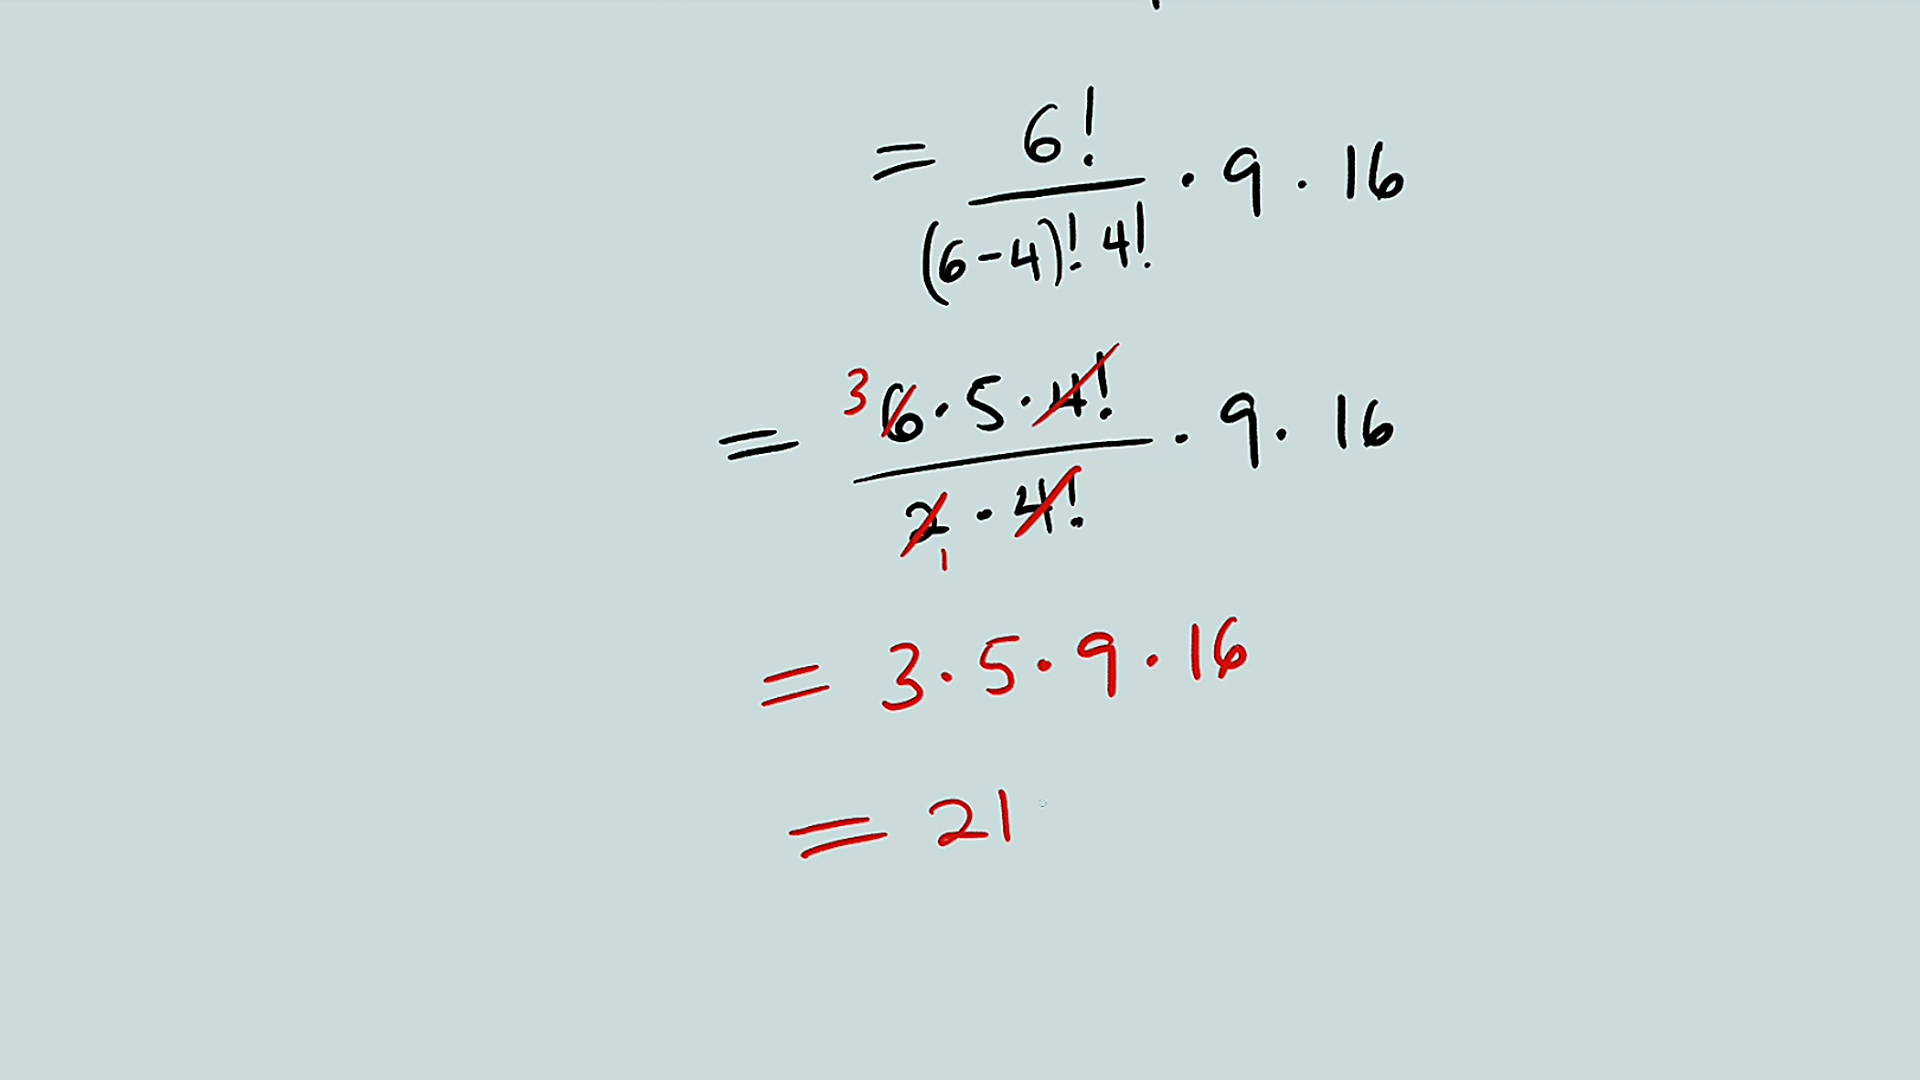 = 6! / (6-4)! 4! · 9 · 16
= 3 6 · 5 · 4! / 2 · 4! · 9 · 16
1
= 3 · 5 · 9 · 16
= 21